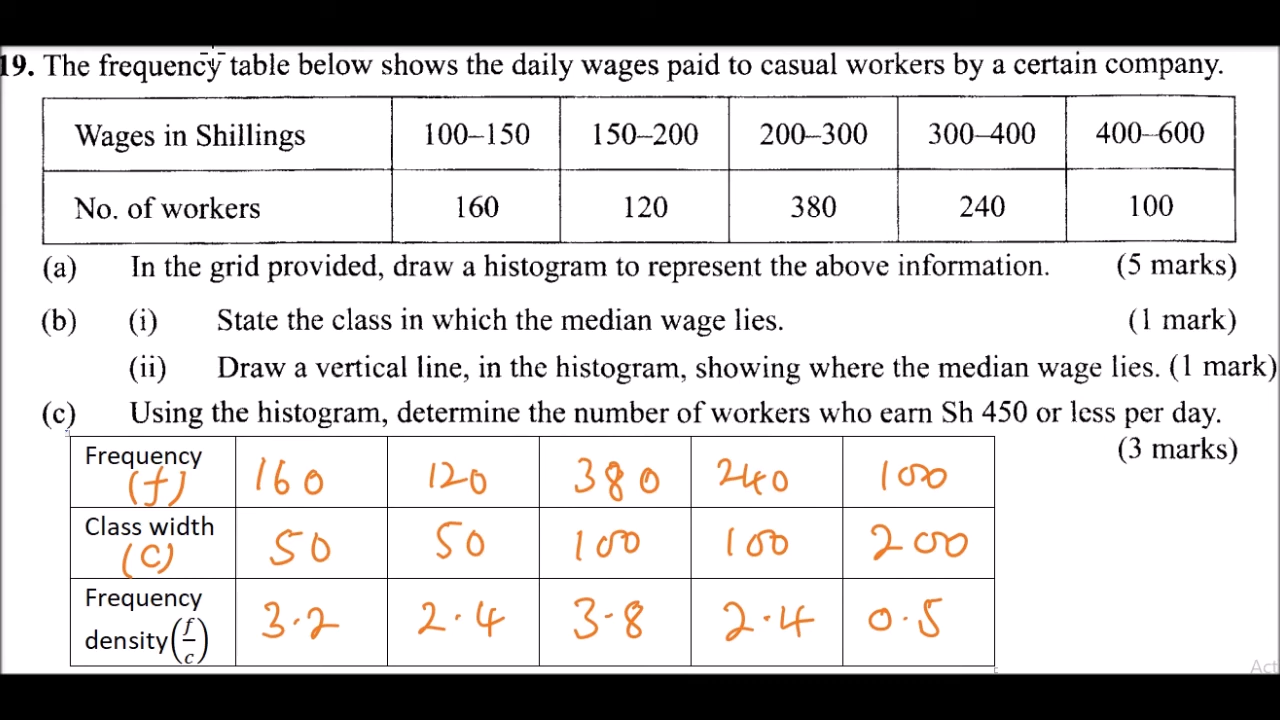 19. The frequency table below shows the daily wages paid to casual workers by a certain company.
Wages in Shillings 100–150 150–200 200–300 300–400 400–600
No. of workers 160 120 380 240 100
(a) In the grid provided, draw a histogram to represent the above information. (5 marks)
(b) (i) State the class in which the median wage lies. (1 mark)
(ii) Draw a vertical line, in the histogram, showing where the median wage lies. (1 mark)
(c) Using the histogram, determine the number of workers who earn Sh 450 or less per day.
(3 marks)
Frequency (f) 160 120 380 240 100
Class width (C) 50 50 100 100 200
Frequency density (f/c) 3.2 2.4 3.8 2.4 0.5
Act